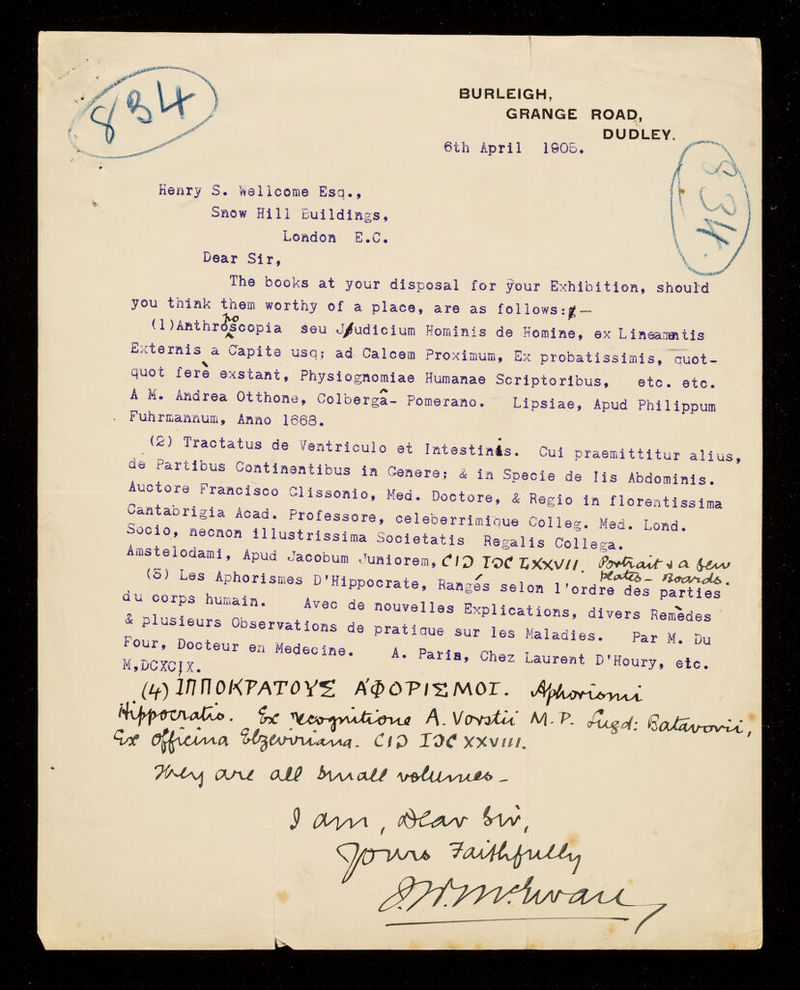 834
BURLEIGH,
GRANGE ROAD,
DUDLEY.
6th April 1905.
834.
Henry S. Wellcome Esq.,
Snow Hill Buildings,
London E.C.
Dear Sir,
The books at your disposal for your Exhibition, should
you think them worthy of a place, are as follows:—
(1)Anthroposcopia seu Judicium Hominis de Homine, ex Lineamentis
Externis a Capite usq; ad Calcem Proximum, Ex probatissimis, quot-
quot ferè exstant, Physiognomiae Humanae Scriptoribus, etc. etc.
A M. Andrea Otthone, Colbergâ- Pomerano. Lipsiae, Apud Philippum
Fuhrmannum, Anno 1668.
(2) Tractatus de Ventriculo et Intestinis. Cui praemittitur alius,
de Partibus Continentibus in Genere; & in Specie de Iis Abdominis.
Auctore Francisco Glissonio, Med. Doctore, & Regio in florentissima
Cantabrigia Acad. Professore, celeberrimique Colleg. Med. Lond.
Socio, necnon illustrissima Societatis Regalis Collega.
Amstelodami, Apud Jacobum Juniorem, CIↃ IↃC LXXVII. Portrait & a few
plates - Boards.
(3) Les Aphorismes D'Hippocrate, Rangés selon l'ordre des parties
du corps humain. Avec de nouvelles Explications, divers Remèdes
& plusieurs Observations de pratique sur les Maladies. Par M. Du
Four, Docteur en Medecine. A. Paris, Chez Laurent D'Houry, etc.
M,DCXCIX.
(4) ΙΠΠΟΚΡΑΤΟΥΣ ἈΦΟΡΙΣΜΟΙ. Aphorismi
Hippocratis. Ex recognitione A. Vorstii M.P. Lugd: Batavorii,
Ex Officina Elzeviriana. CIↃ IↃC XXVIII.
They are all small volumes -
I am, Dear Sir,
Yours Faithfully
J.W. McEwan